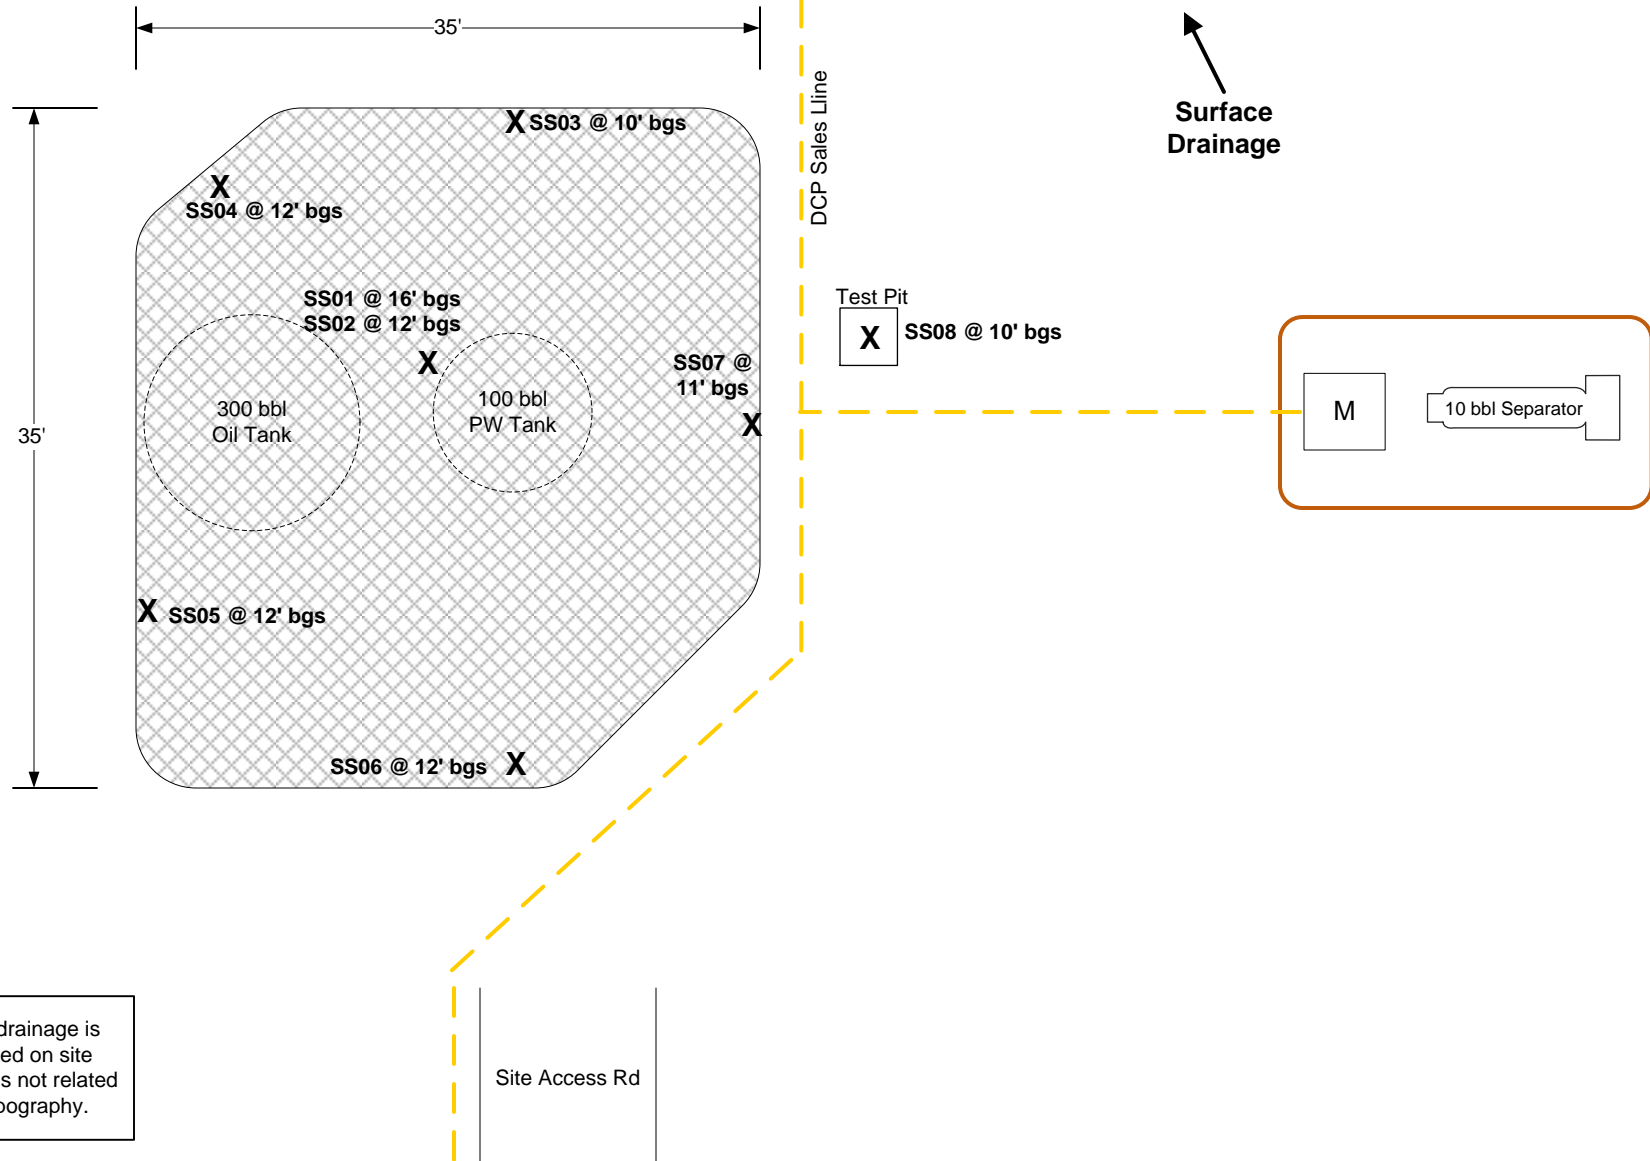 35'
Surface
Drainage
DCP Sales Lline
X SS03 @ 10' bgs
X
SS04 @ 12' bgs
SS01 @ 16' bgs
SS02 @ 12' bgs
X
Test Pit
X SS08 @ 10' bgs
SS07 @
11' bgs
X
300 bbl
Oil Tank
100 bbl
PW Tank
M
10 bbl Separator
35'
X SS05 @ 12' bgs
SS06 @ 12' bgs X
drainage is
ed on site
s not related
pography.
Site Access Rd